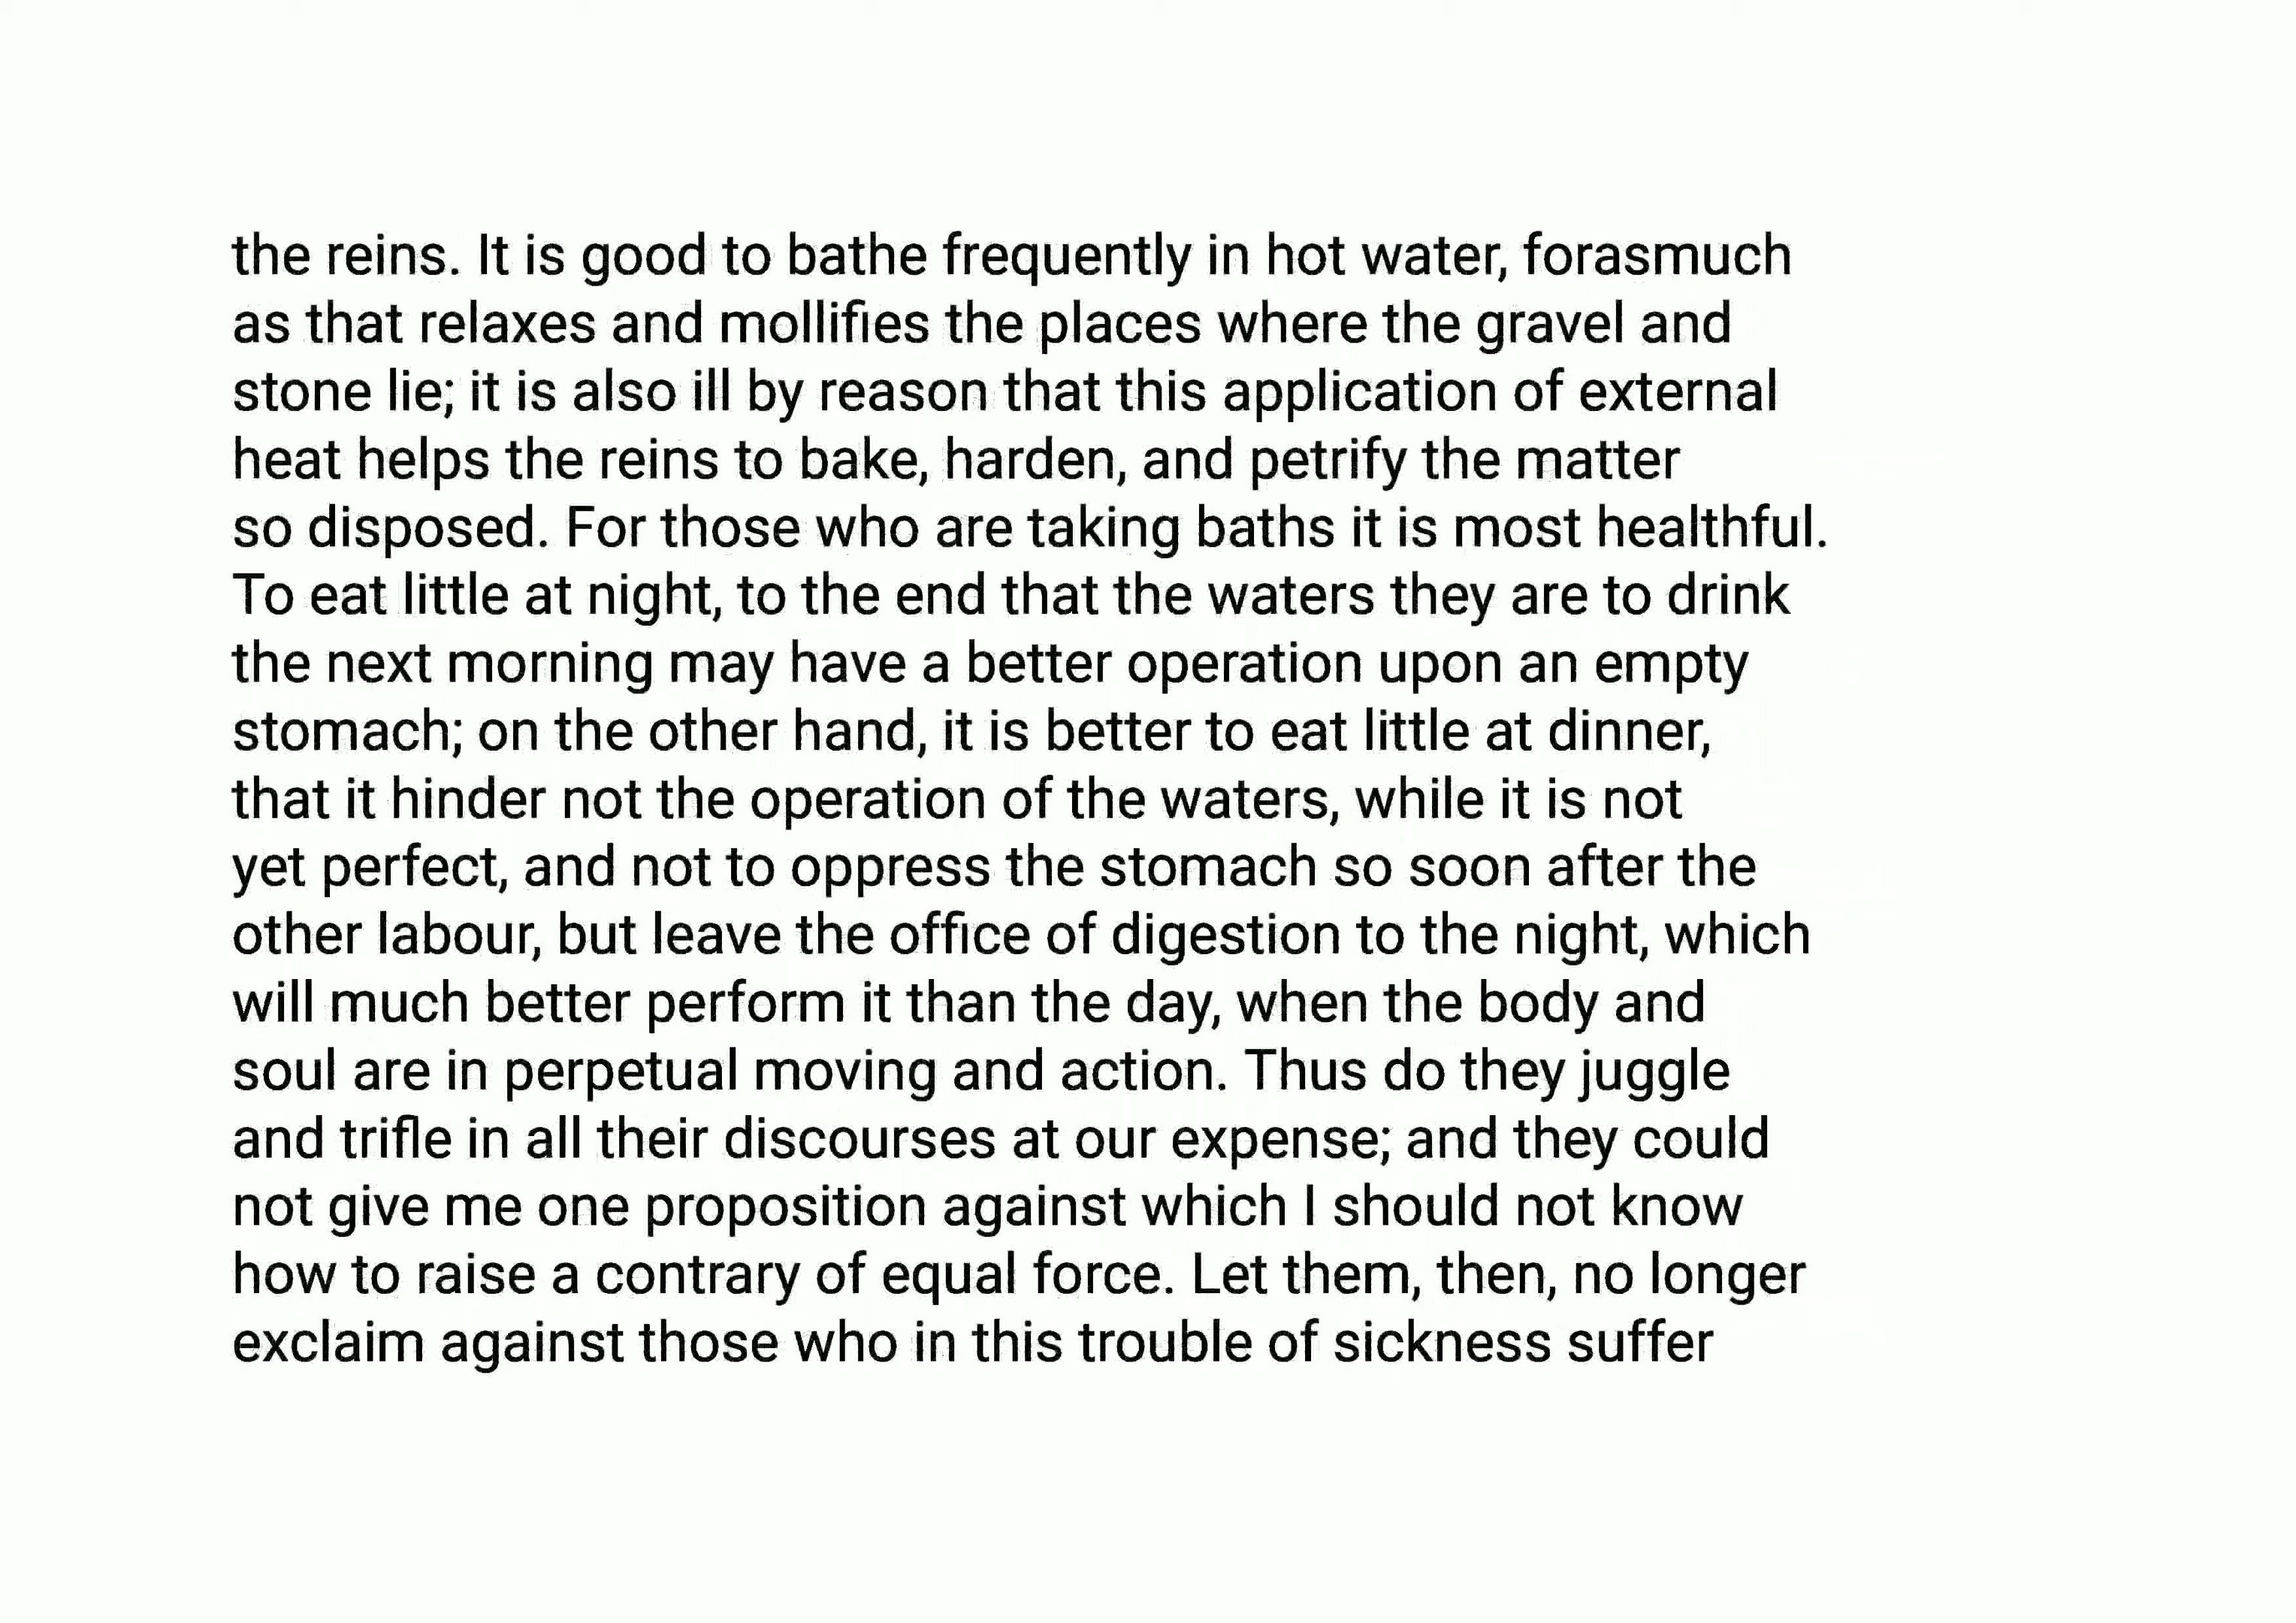 the reins. It is good to bathe frequently in hot water, forasmuch
as that relaxes and mollifies the places where the gravel and
stone lie; it is also ill by reason that this application of external
heat helps the reins to bake, harden, and petrify the matter
so disposed. For those who are taking baths it is most healthful.
To eat little at night, to the end that the waters they are to drink
the next morning may have a better operation upon an empty
stomach; on the other hand, it is better to eat little at dinner,
that it hinder not the operation of the waters, while it is not
yet perfect, and not to oppress the stomach so soon after the
other labour, but leave the office of digestion to the night, which
will much better perform it than the day, when the body and
soul are in perpetual moving and action. Thus do they juggle
and trifle in all their discourses at our expense; and they could
not give me one proposition against which I should not know
how to raise a contrary of equal force. Let them, then, no longer
exclaim against those who in this trouble of sickness suffer